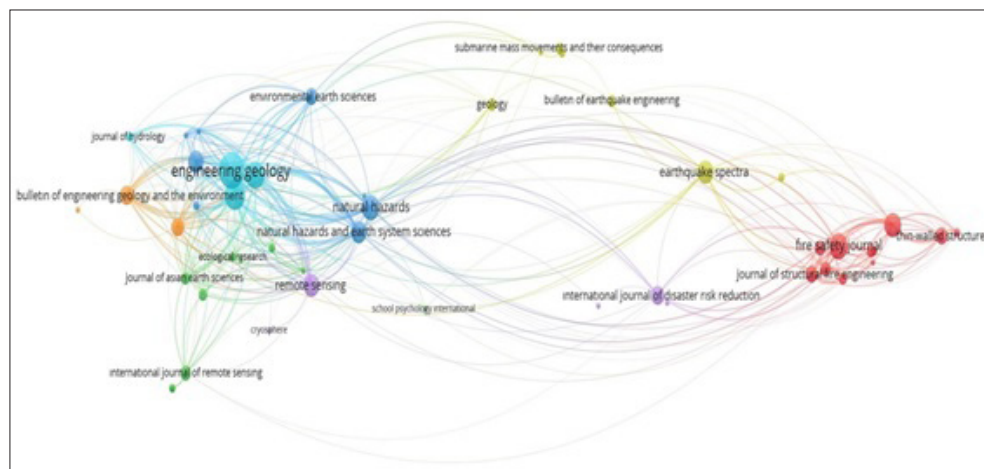 submarine mass movements and their consequences
environmental earth sciences
geology
bulletin of earthquake engineering
journal of hydrology
engineering geology
earthquake spectra
bulletin of engineering geology and the environment
natural hazards
natural hazards and earth system sciences
thin-walled structure
fire safety journal
ecological research
journal of asian earth sciences
journal of structural fire engineering
remote sensing
international journal of disaster risk reduction
school psychology international
cryosphere
international journal of remote sensing